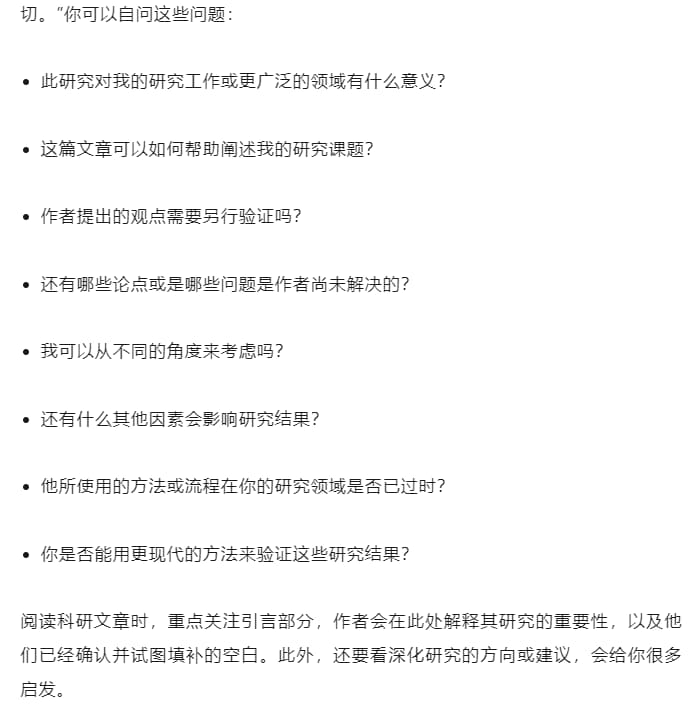 切。”你可以自问这些问题：
• 此研究对我的研究工作或更广泛的领域有什么意义？
• 这篇文章可以如何帮助阐述我的研究课题？
• 作者提出的观点需要另行验证吗？
• 还有哪些论点或是哪些问题是作者尚未解决的？
• 我可以从不同的角度来考虑吗？
• 还有什么其他因素会影响研究结果？
• 他所使用的方法或流程在你的研究领域是否已过时？
• 你是否能用更现代的方法来验证这些研究结果？
阅读科研文章时，重点关注引言部分，作者会在此处解释其研究的重要性，以及他
们已经确认并试图填补的空白。此外，还要看深化研究的方向或建议，会给你很多
启发。